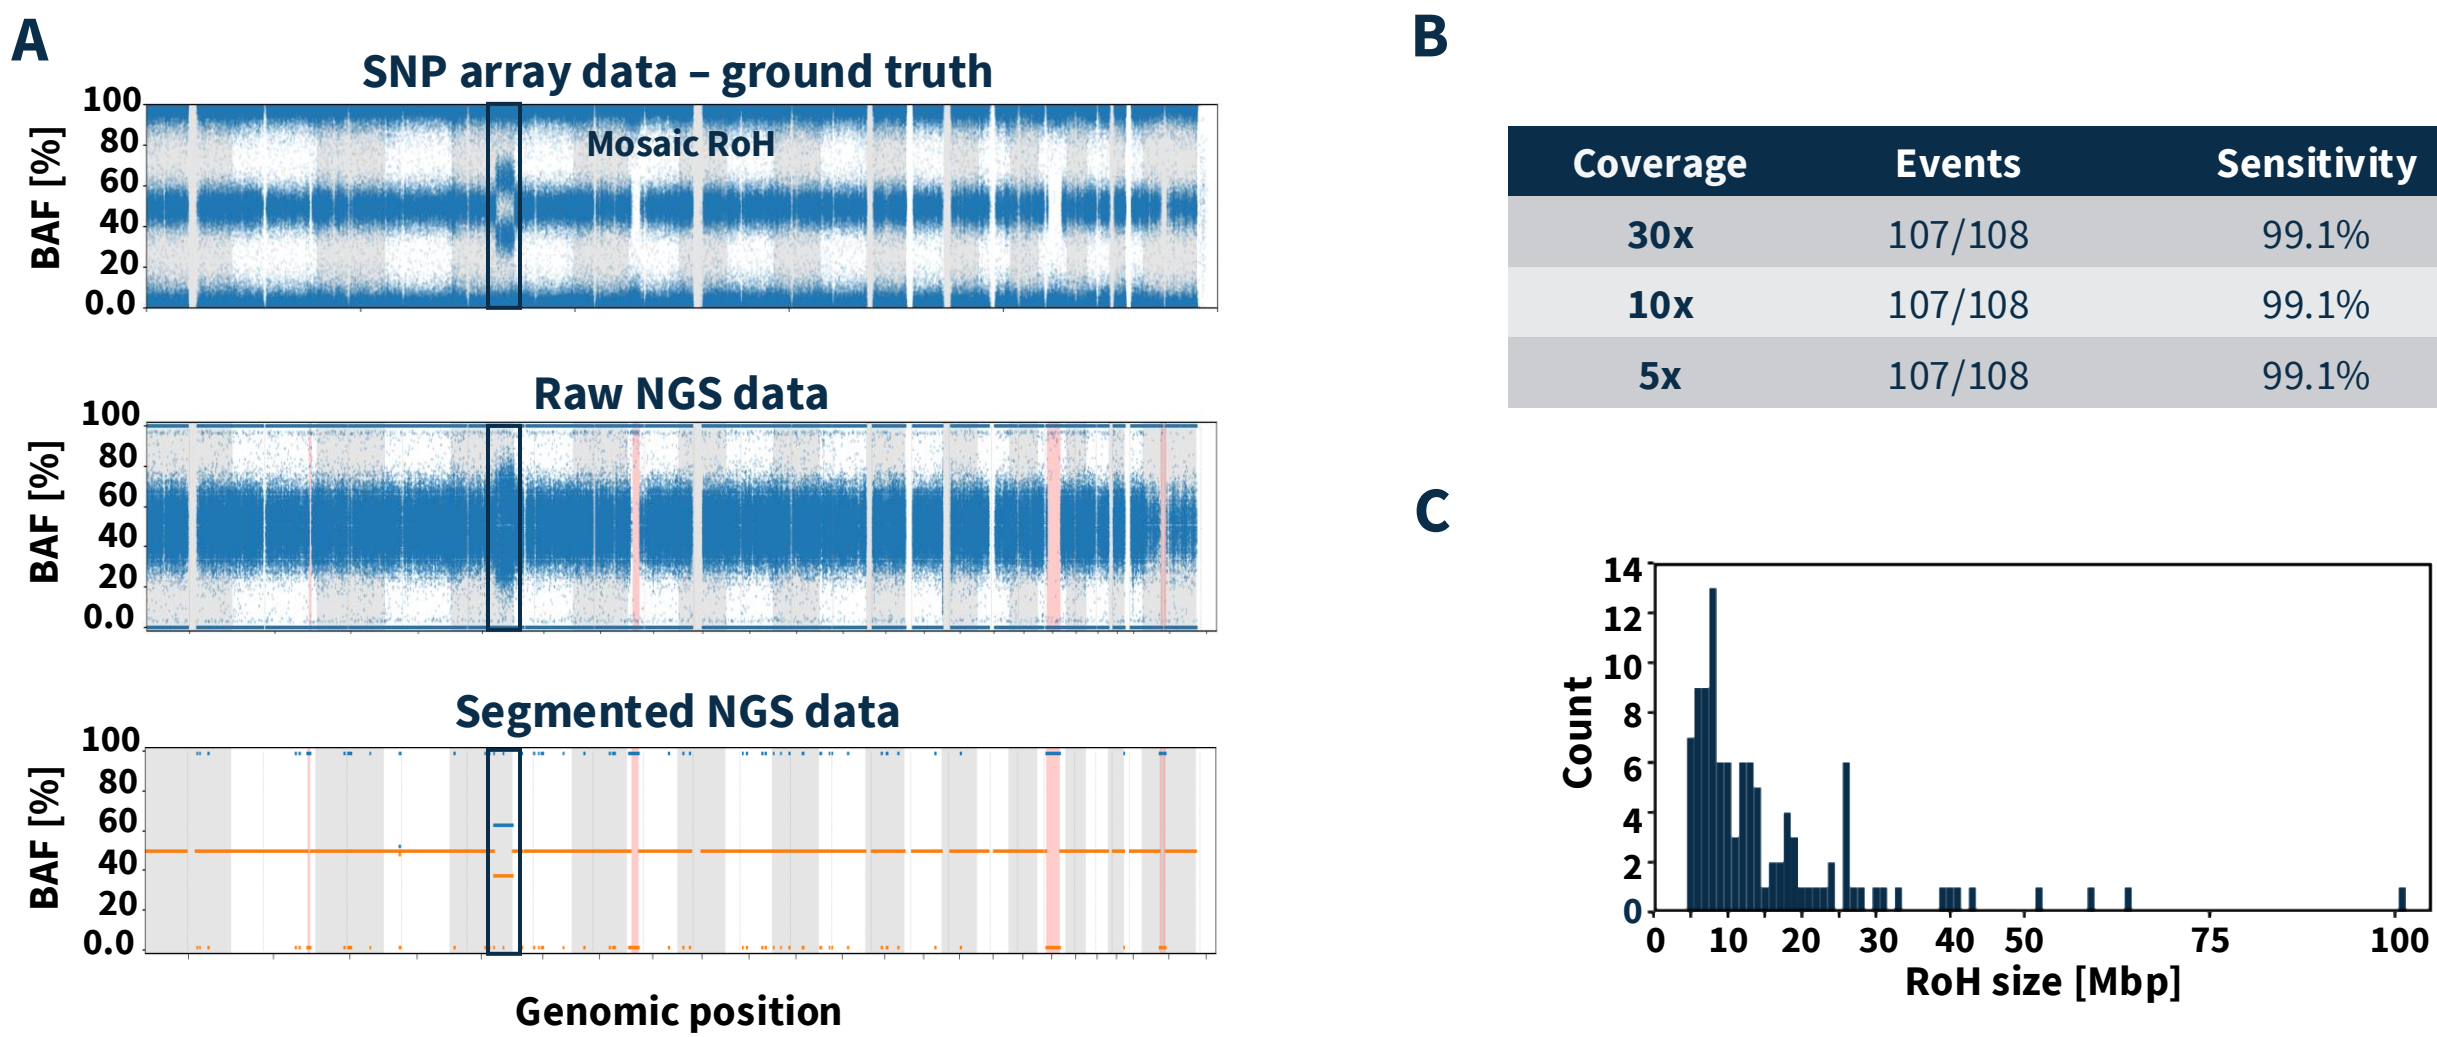 A
SNP array data – ground truth
BAF [%]
100
80
60
40
20
0.0
Mosaic RoH
Raw NGS data
BAF [%]
100
80
60
40
20
0.0
Segmented NGS data
BAF [%]
100
80
60
40
20
0.0
Genomic position
B
Coverage Events Sensitivity
30x 107/108 99.1%
10x 107/108 99.1%
5x 107/108 99.1%
C
Count
14
12
10
8
6
4
2
0
0 10 20 30 40 50 75 100
RoH size [Mbp]